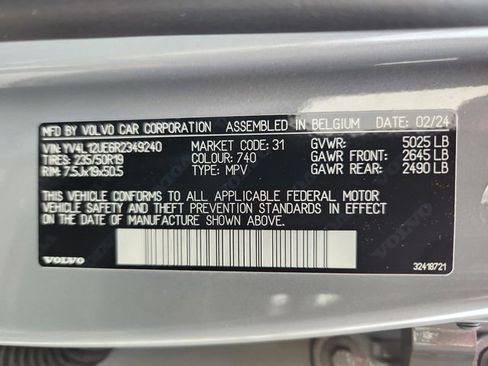 MFD BY VOLVO CAR CORPORATION ASSEMBLED IN BELGIUM DATE: 02/24
VIN: YV4L12UE6R2349240 MARKET CODE: 31 GVWR: 5025 LB
TIRES: 235/50R19 COLOUR: 740 GAWR FRONT: 2645 LB
RIM: 7.5Jx19x50.5 TYPE: MPV GAWR REAR: 2490 LB
THIS VEHICLE CONFORMS TO ALL APPLICABLE FEDERAL MOTOR
VEHICLE SAFETY AND THEFT PREVENTION STANDARDS IN EFFECT
ON THE DATE OF MANUFACTURE SHOWN ABOVE.
VOLVO 32418721